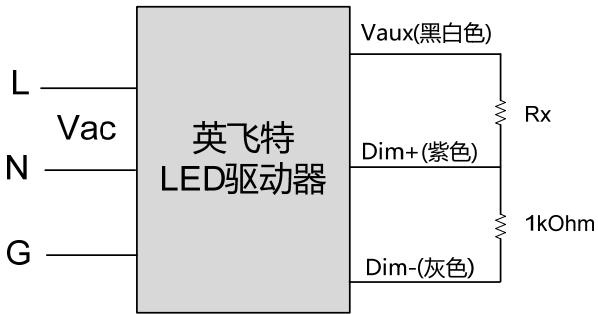 Vaux(黑白色)
L
Rx
Vac
英飞特
LED驱动器
Dim+(紫色)
N
1kOhm
G
Dim-(灰色)